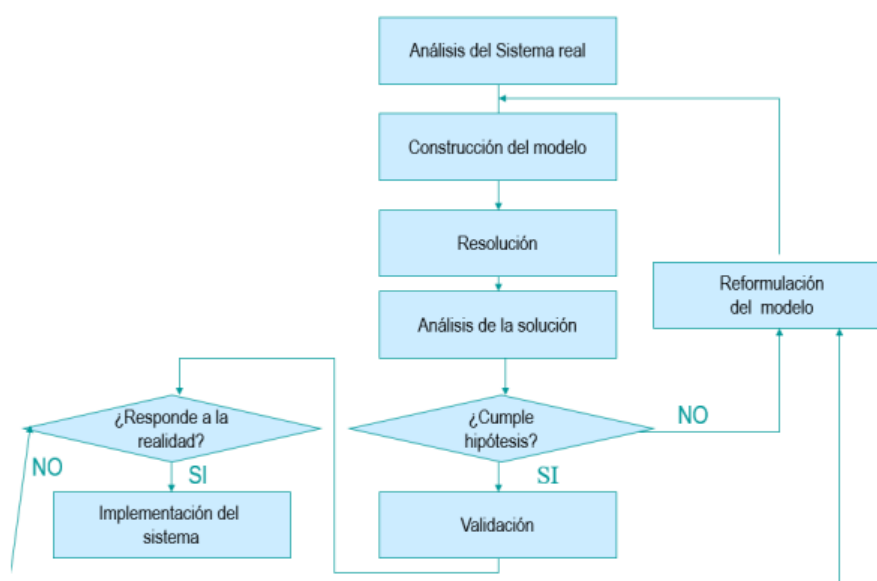 Análisis del Sistema real
Construcción del modelo
Resolución
Reformulación
del modelo
Análisis de la solución
¿Responde a la
realidad?
¿Cumple
hipótesis?
NO
NO
SI
SI
Implementación del
sistema
Validación